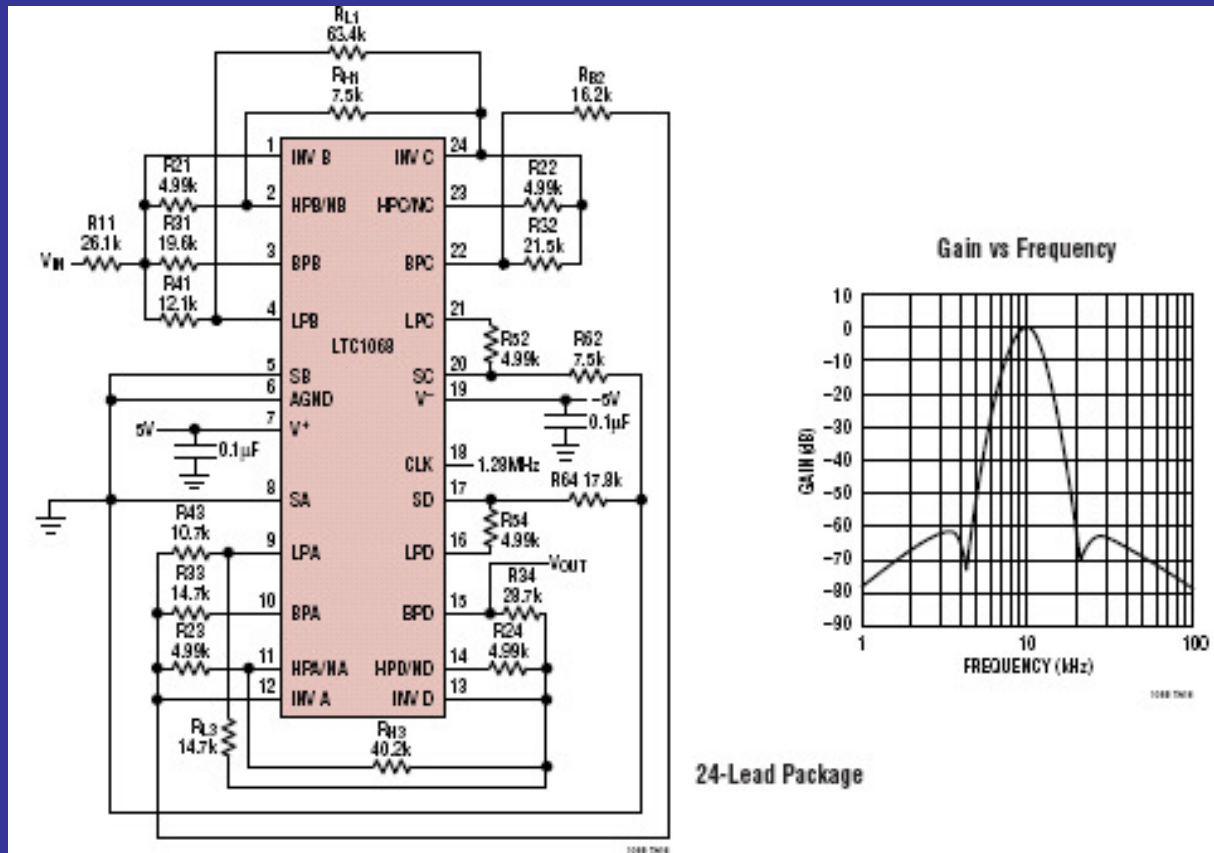 RL1
63.4k
RH1
7.5k
RB2
16.2k
1
INV B
INV C
24
R21
4.99k
R22
4.99k
2
HPB/NB
HPC/NC
23
R11
26.1k
R31
19.6k
R32
21.5k
VIN
3
BPB
BPC
22
R41
12.1k
4
LPB
LPC
21
LTC1068
R52
4.99k
R62
7.5k
5
SB
SC
20
6
AGND
V−
19
−5V
5V
7
V+
0.1µF
0.1µF
CLK
18
1.28MHz
8
SA
SD
17
R64 17.8k
R43
10.7k
R54
4.99k
9
LPA
LPD
16
VOUT
R33
14.7k
R34
28.7k
10
BPA
BPD
15
R23
4.99k
R24
4.99k
11
HPA/NA
HPD/ND
14
12
INV A
INV D
13
RL3
14.7k
RH3
40.2k
24-Lead Package
1068 TA16
Gain vs Frequency
10
0
−10
−20
−30
−40
−50
−60
−70
−80
−90
GAIN (dB)
1
10
100
FREQUENCY (kHz)
1068 TA16